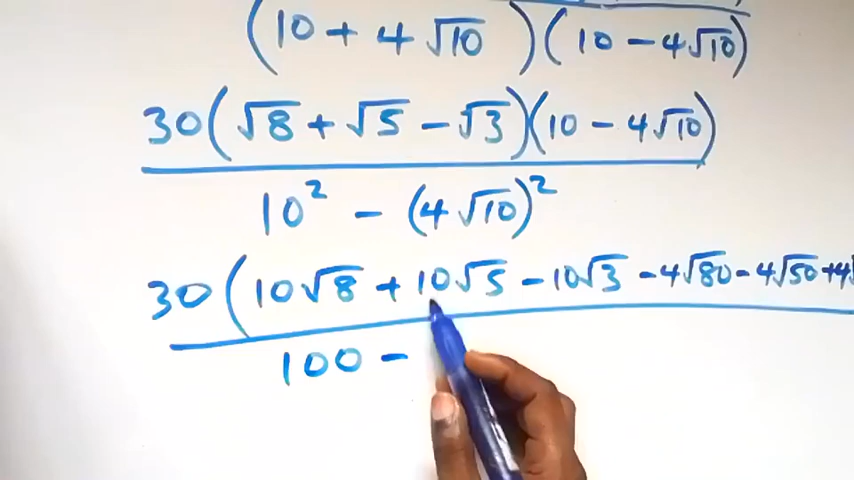 (10 + 4√10)(10 - 4√10)
30(√8 + √5 - √3)(10 - 4√10)
10² - (4√10)²
30(10√8 + 10√5 - 10√3 - 4√80 - 4√50 + 4√
100 -